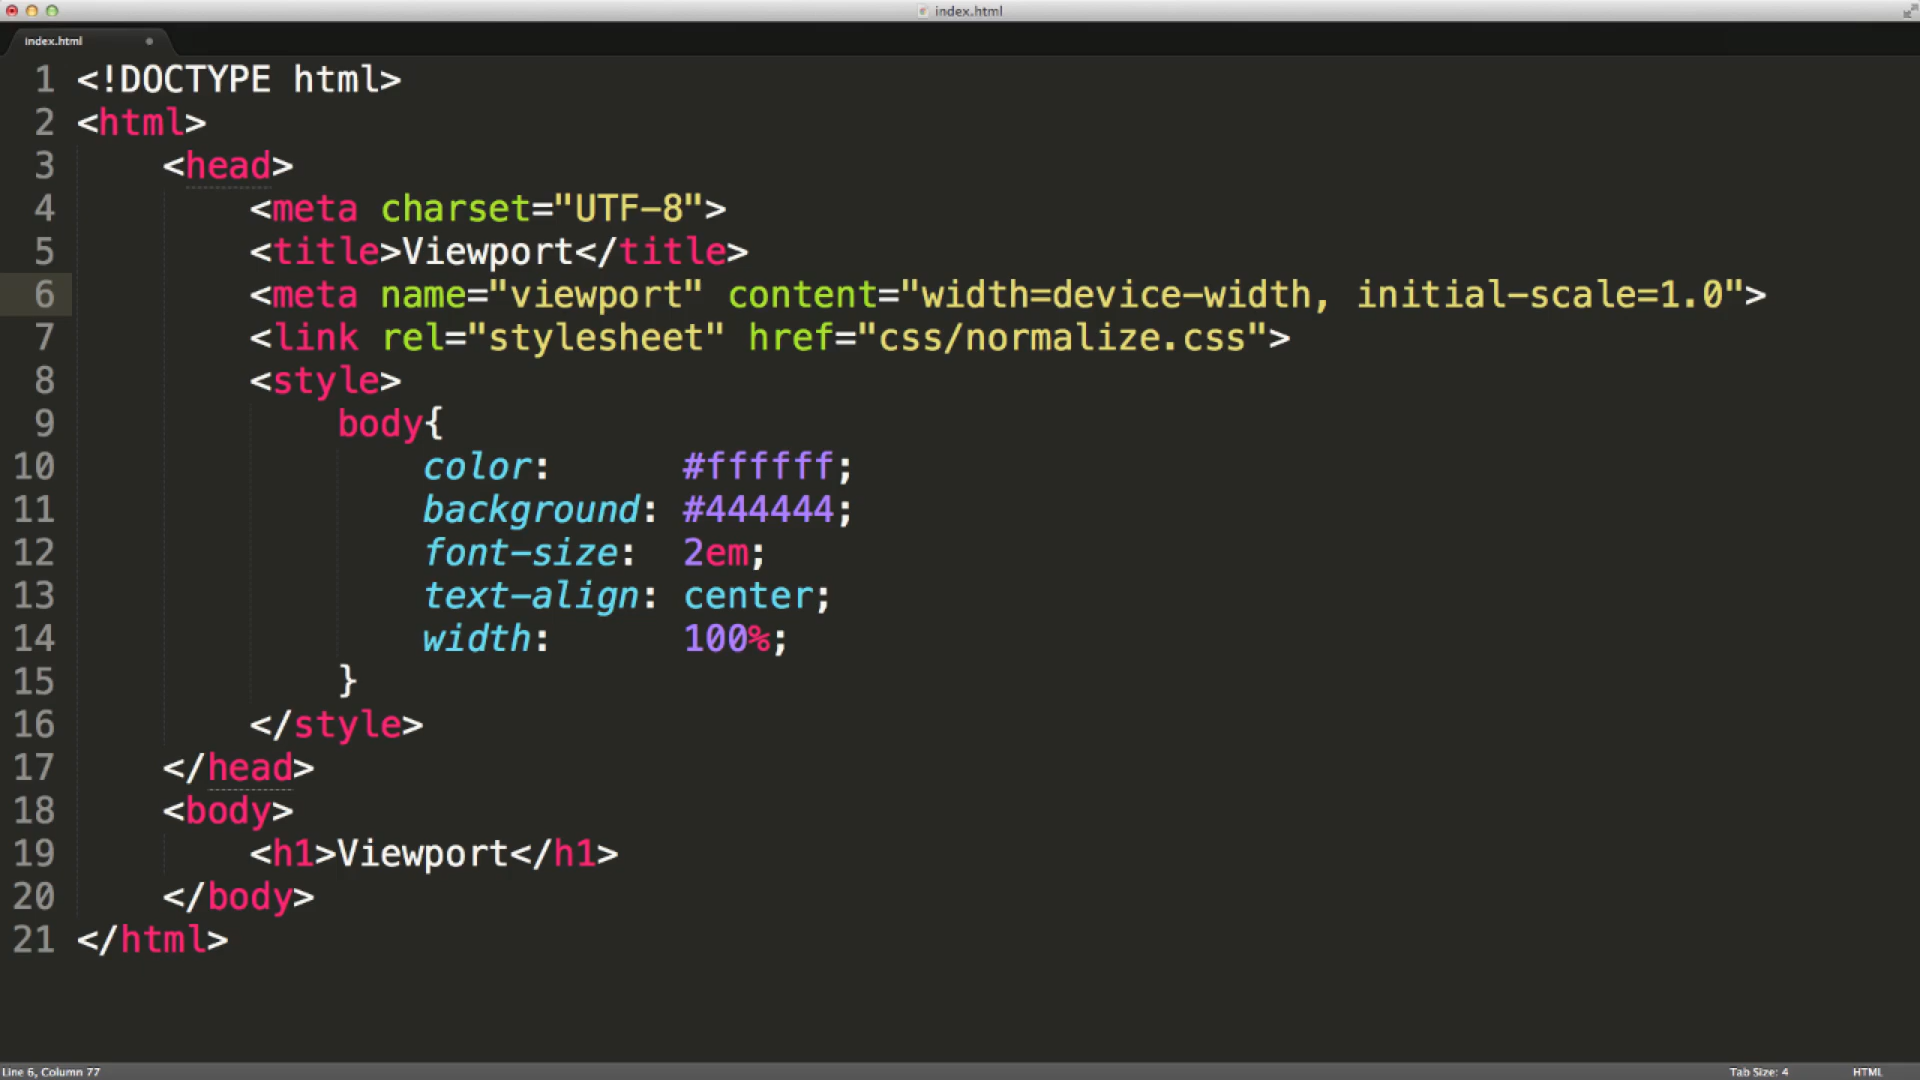 index.html
index.html
1 <!DOCTYPE html>
2 <html>
3     <head>
4         <meta charset="UTF-8">
5         <title>Viewport</title>
6         <meta name="viewport" content="width=device-width, initial-scale=1.0">
7         <link rel="stylesheet" href="css/normalize.css">
8         <style>
9             body{
10                 color:      #ffffff;
11                 background: #444444;
12                 font-size:  2em;
13                 text-align: center;
14                 width:      100%;
15             }
16         </style>
17     </head>
18     <body>
19         <h1>Viewport</h1>
20     </body>
21 </html>
Line 6, Column 77 Tab Size: 4 HTML